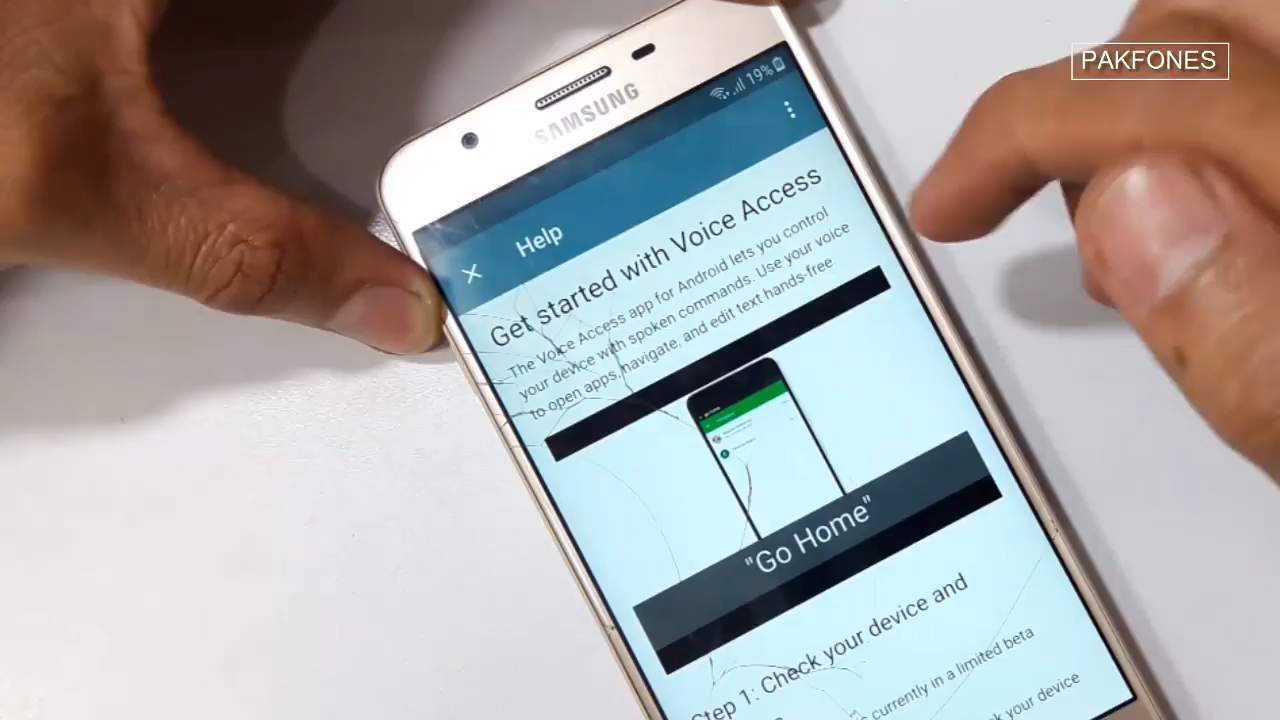 PAKFONES
SAMSUNG
19%
Help
Get started with Voice Access
The Voice Access app for Android lets you control
your device with spoken commands. Use your voice
to open apps, navigate, and edit text hands-free
"Go Home"
Step 1: Check your device and
currently in a limited beta
your device